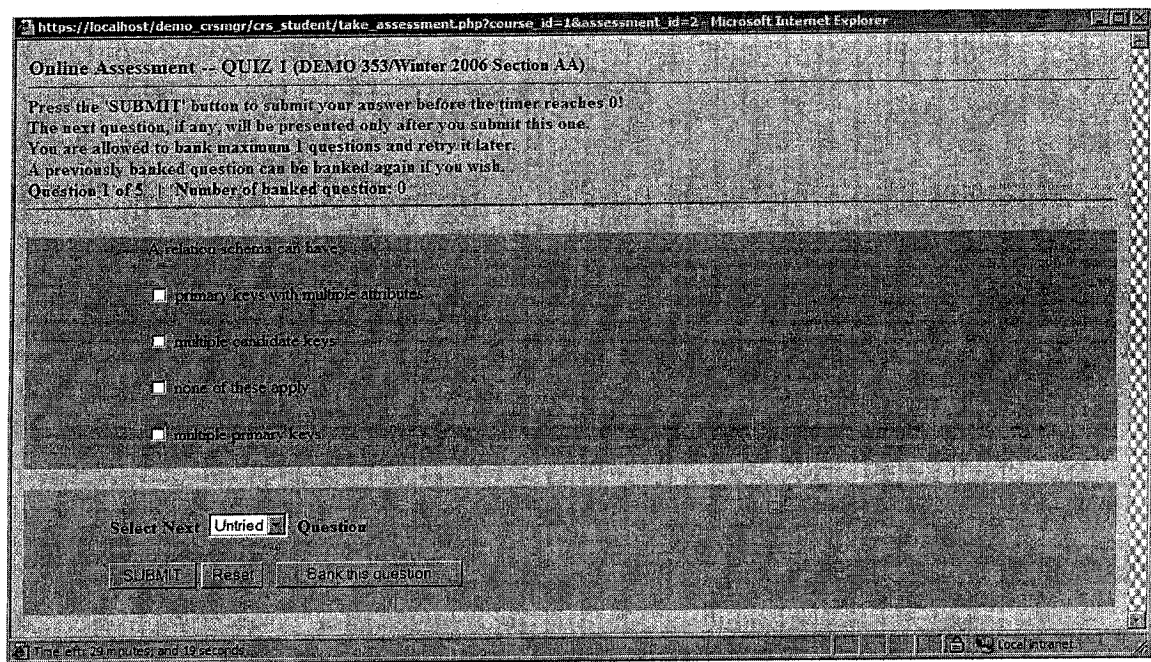 https://localhost/demo_crsmgr/crs_student/take_assessment.php?course_id=1&assessment_id=2 - Microsoft Internet Explorer
Online Assessment -- QUIZ 1 (DEMO 353/Winter 2006 Section AA)
Press the 'SUBMIT' button to submit your answer before the timer reaches 0!
The next question, if any, will be presented only after you submit this one.
You are allowed to bank maximum 1 questions and retry it later.
A previously banked question can be banked again if you wish.
Question 1 of 5 | Number of banked question: 0
A relation schema can have
primary keys with multiple attributes
multiple candidate keys
none of these apply
multiple primary keys
Select Next Untried Question
SUBMIT Reset Bank this question
Time left: 29 minutes, and 19 seconds Local intranet